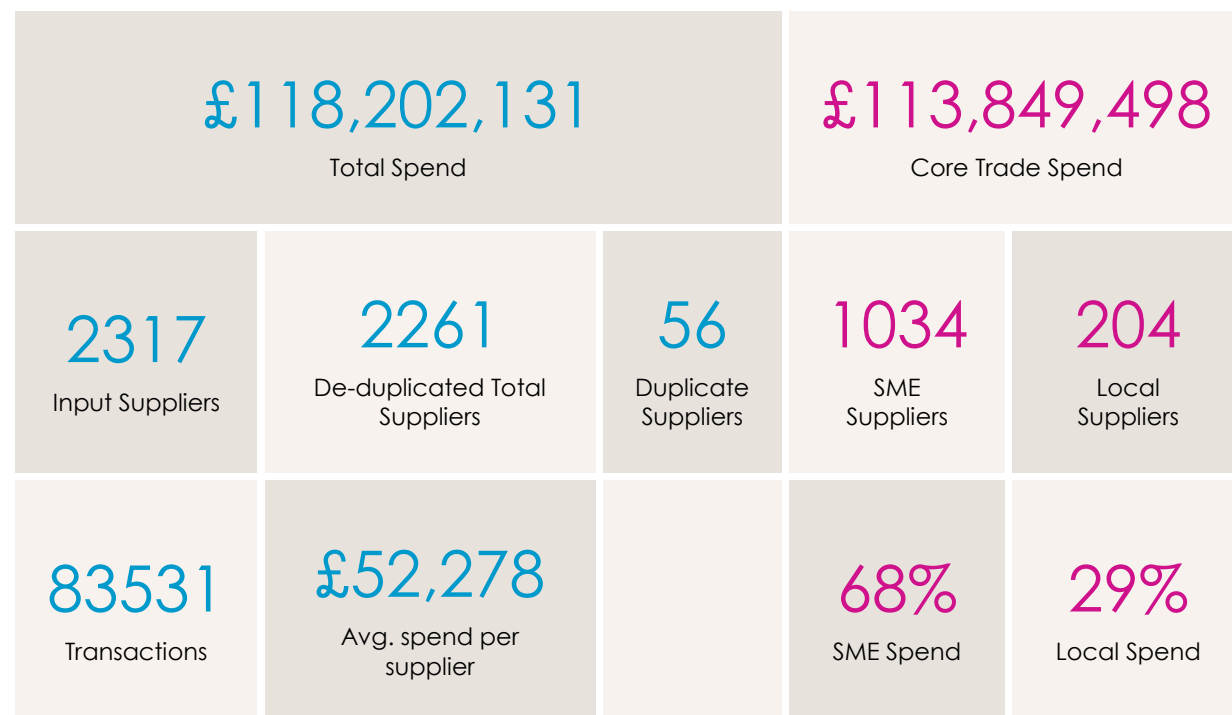 £118,202,131
Total Spend
£113,849,498
Core Trade Spend
2317
Input Suppliers
2261
De-duplicated Total
Suppliers
56
Duplicate
Suppliers
1034
SME
Suppliers
204
Local
Suppliers
83531
Transactions
£52,278
Avg. spend per
supplier
68%
SME Spend
29%
Local Spend